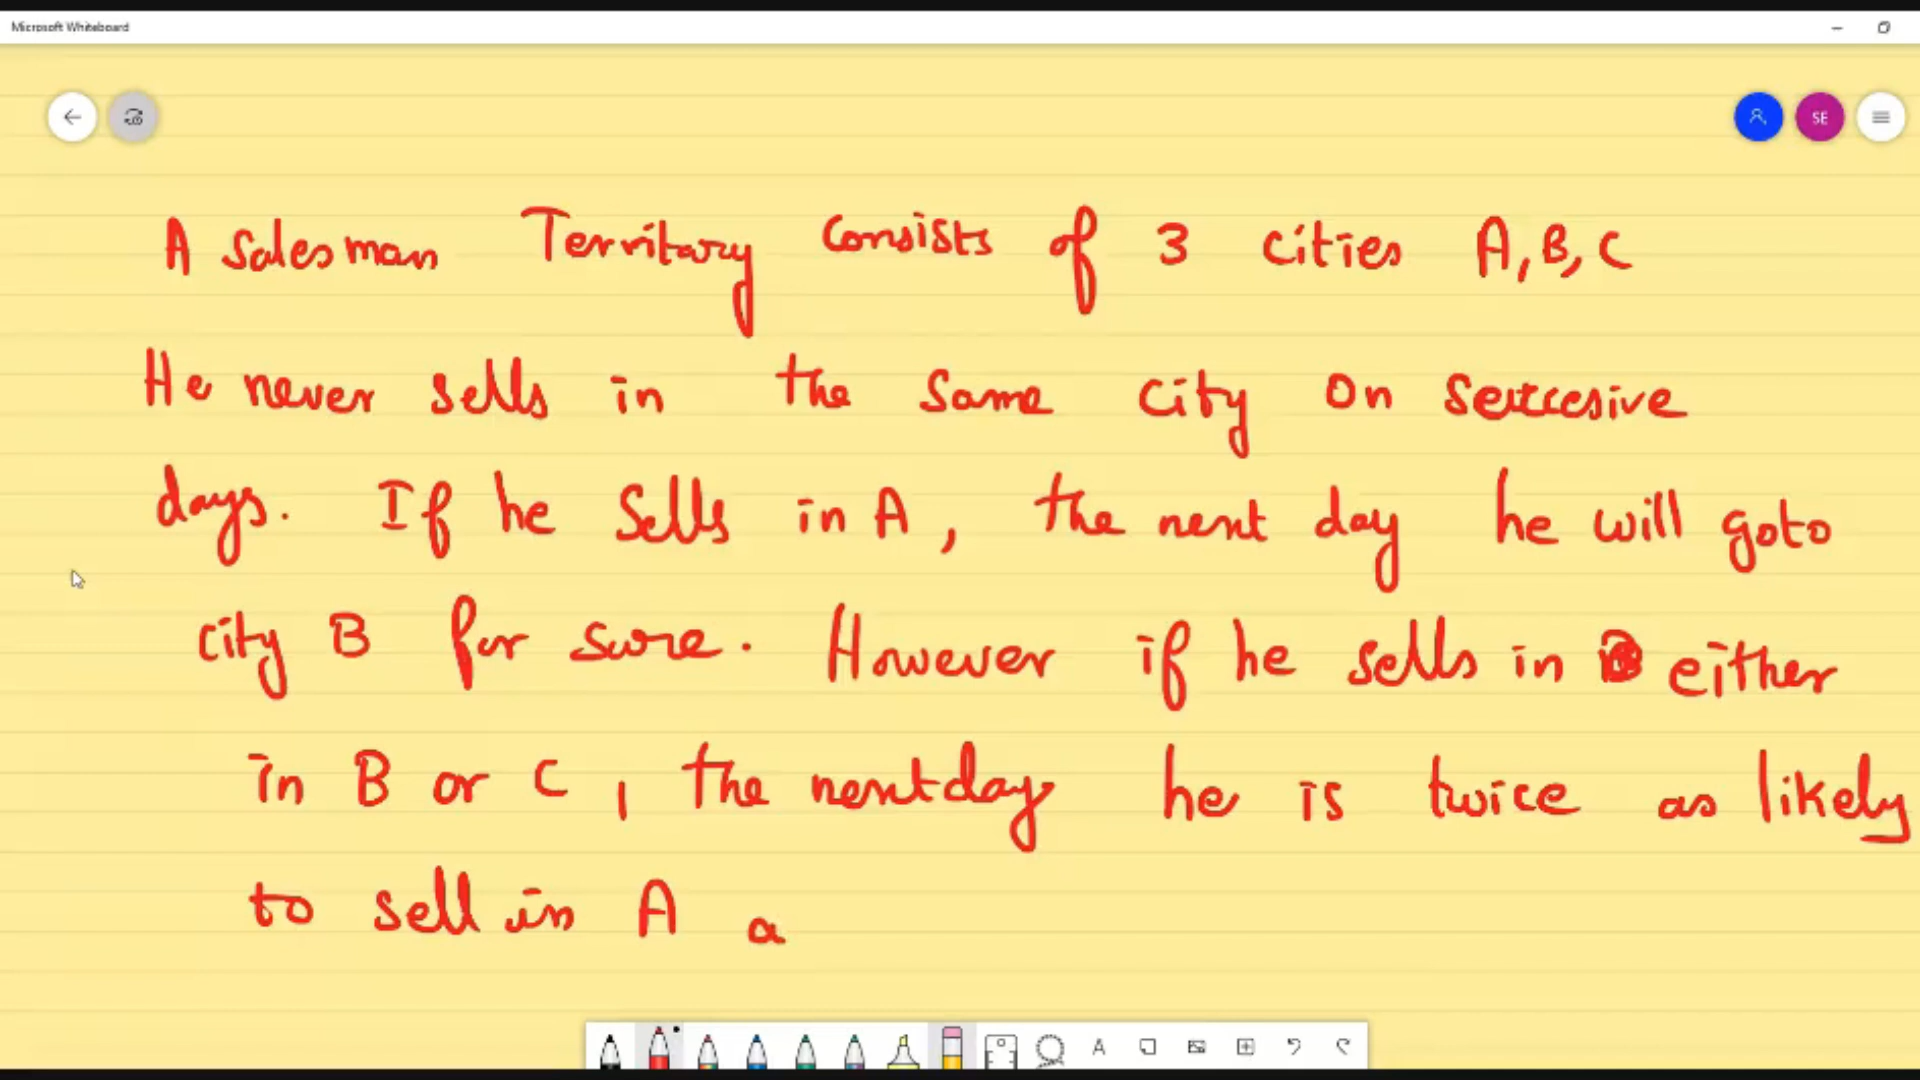 Microsoft Whiteboard
SE
A Salesman Territory Consists of 3 Cities A, B, C
He never sells in the Same City On
days. If he Sells in A, the next day he will goto
city B for sure. However if he sells in either
in B or C, the next day he is twice as likely
to sell in A a
A